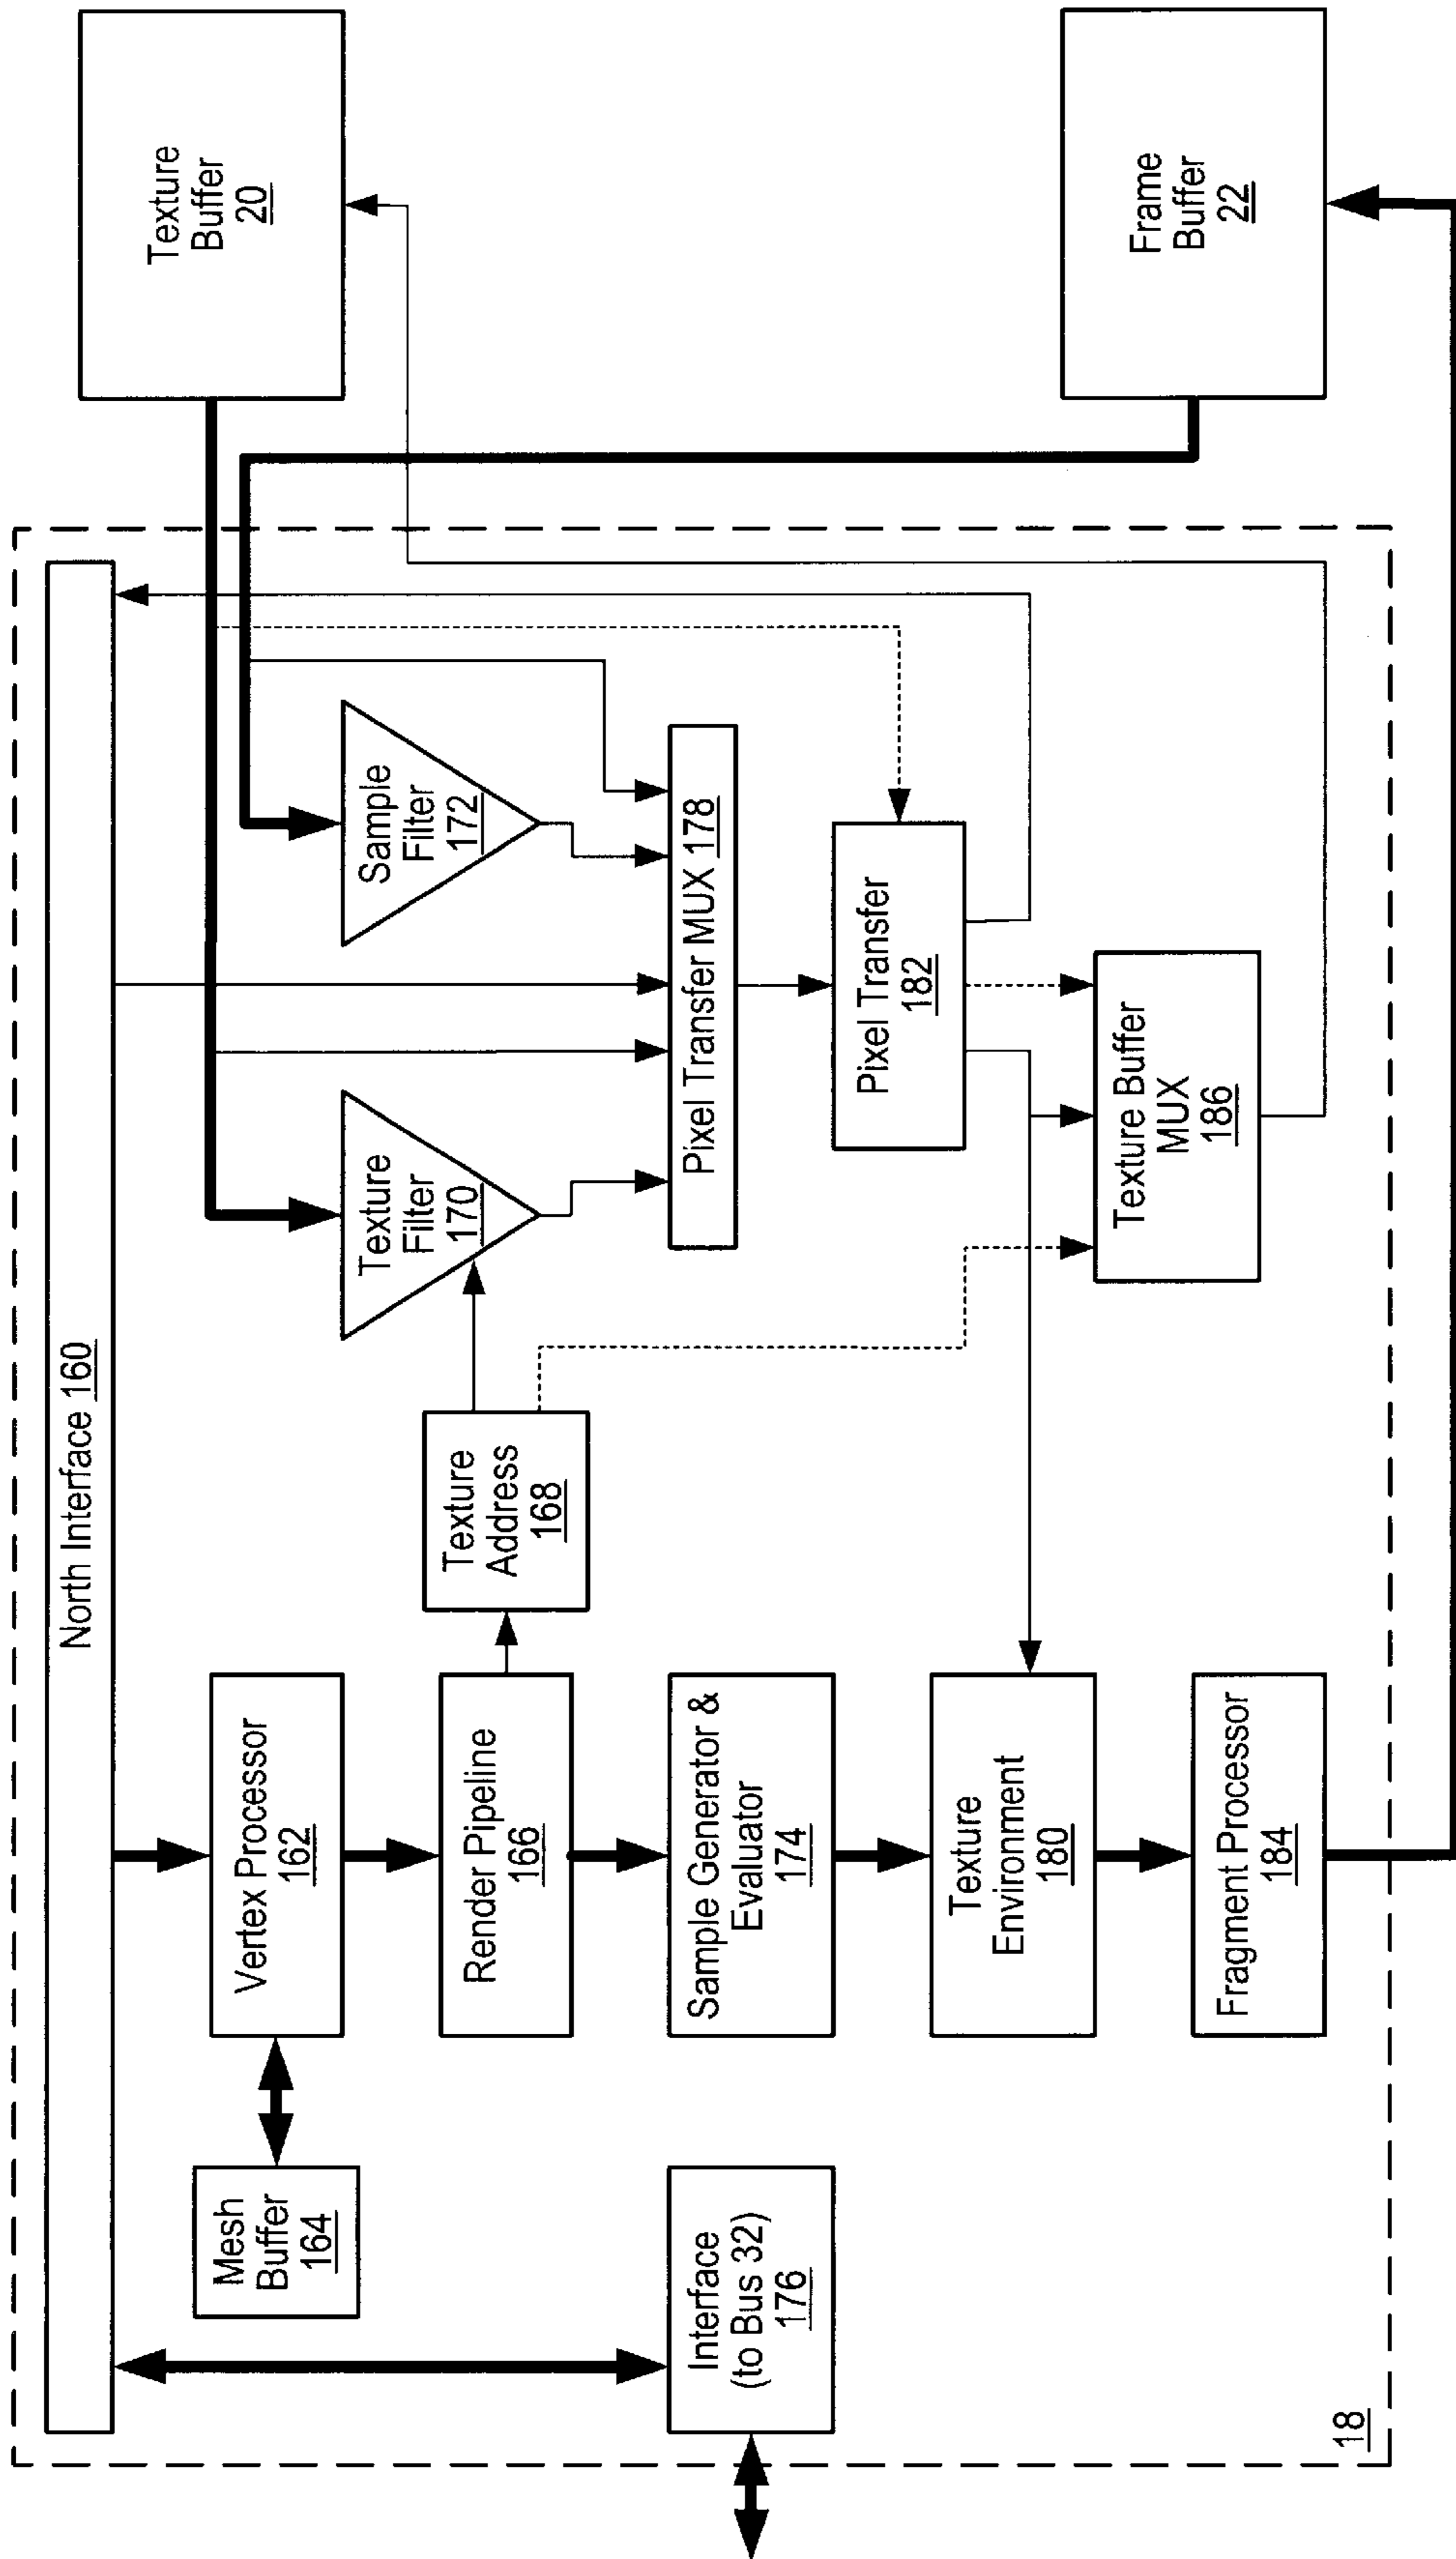 North Interface 160
Mesh
Buffer
164
Vertex Processor
162
Render Pipeline
166
Texture
Address
168
Texture
Filter
170
Sample
Filter
172
Texture
Buffer
20
Interface
(to Bus 32)
176
Sample Generator &
Evaluator
174
Pixel Transfer MUX 178
Pixel Transfer
182
Texture
Environment
180
Texture Buffer
MUX
186
Fragment Processor
184
Frame
Buffer
22
18